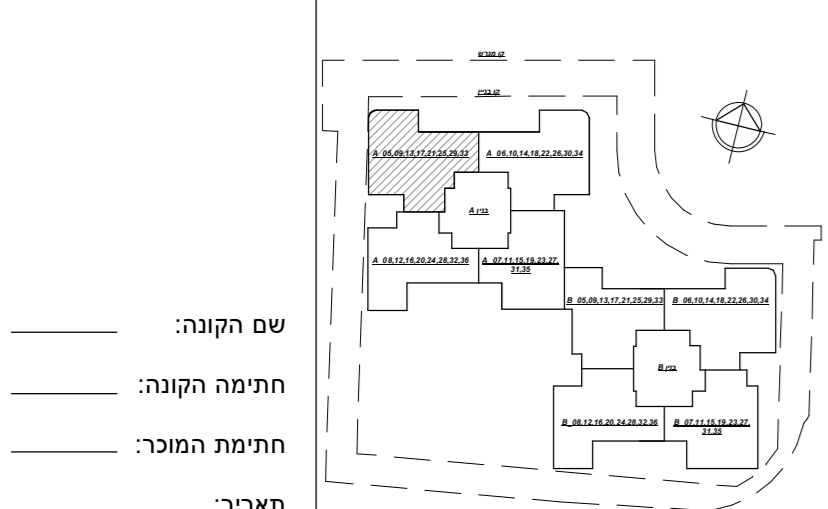 קו מגרש
קו בניין
A 05,09,13,17,21,25,29,33
A 06,10,14,18,22,26,30,34
בנין A
A 08,12,16,20,24,28,32,36
A 07,11,15,19,23,27,
31,35
B 05,09,13,17,21,25,29,33
B 06,10,14,18,22,26,30,34
בנין B
B 08,12,16,20,24,28,32,36
B 07,11,15,19,23,27,
31,35
שם הקונה:
חתימה הקונה:
חתימת המוכר:
תאריך: